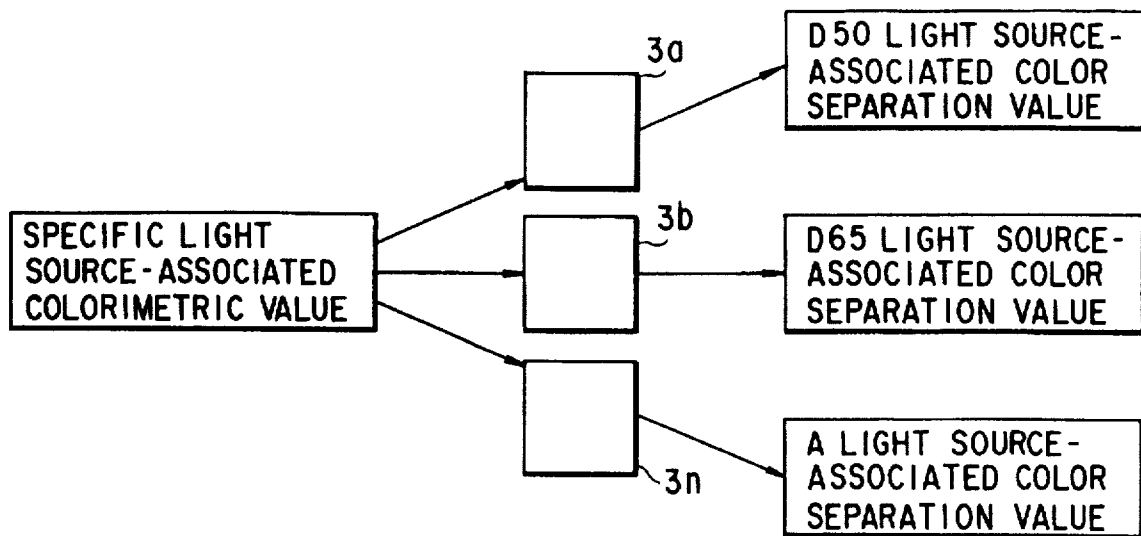 3a
D50 LIGHT SOURCE-
ASSOCIATED COLOR
SEPARATION VALUE
SPECIFIC LIGHT
SOURCE-ASSOCIATED
COLORIMETRIC VALUE
3b
D65 LIGHT SOURCE-
ASSOCIATED COLOR
SEPARATION VALUE
3n
A LIGHT SOURCE-
ASSOCIATED COLOR
SEPARATION VALUE